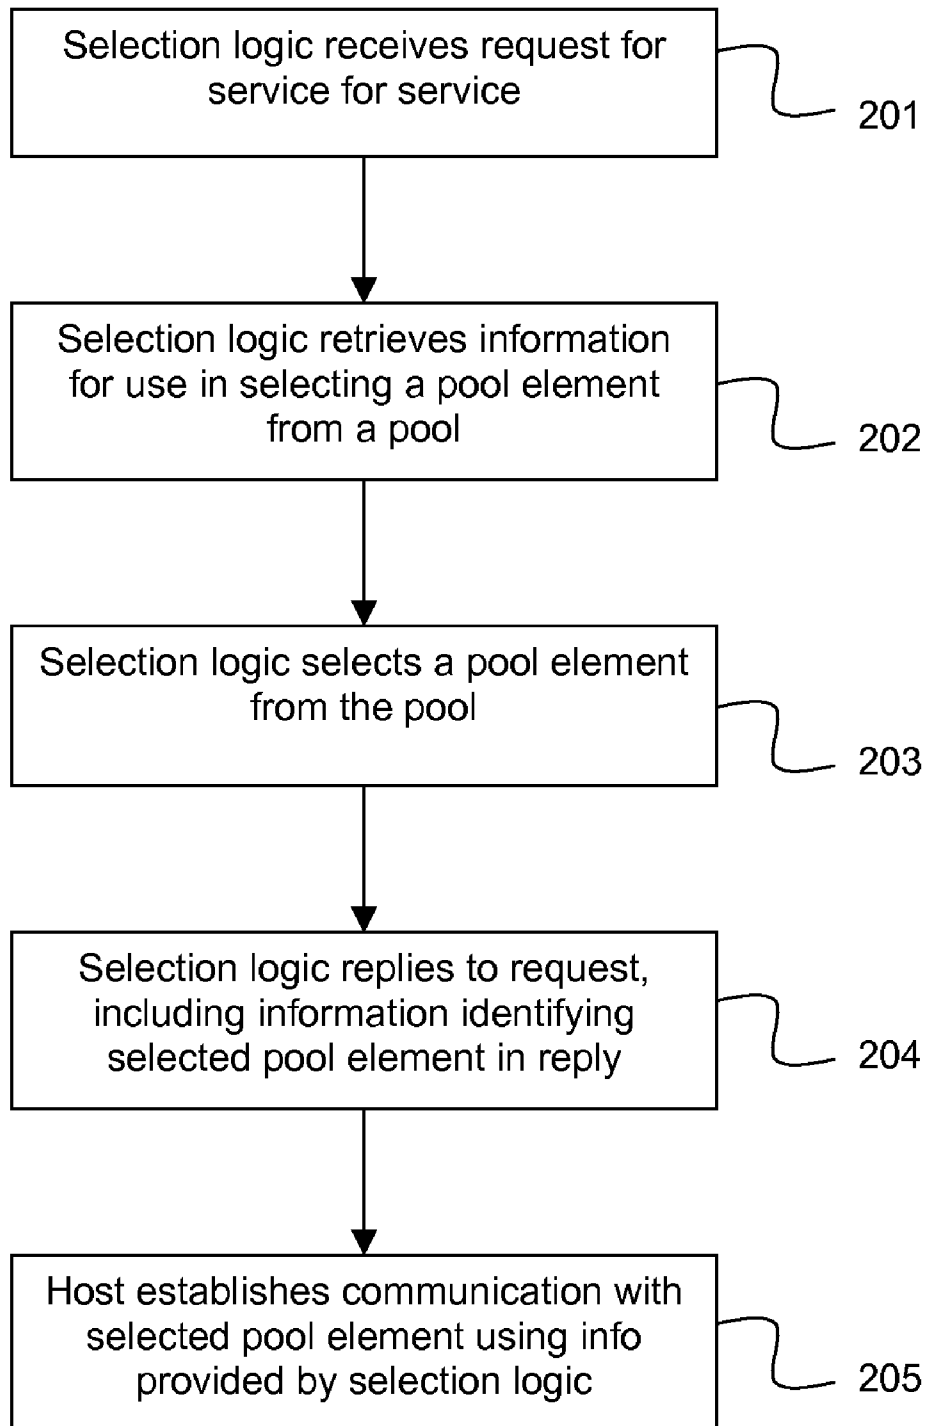 Selection logic receives request for
service for service
201
Selection logic retrieves information
for use in selecting a pool element
from a pool
202
Selection logic selects a pool element
from the pool
203
Selection logic replies to request,
including information identifying
selected pool element in reply
204
Host establishes communication with
selected pool element using info
provided by selection logic
205